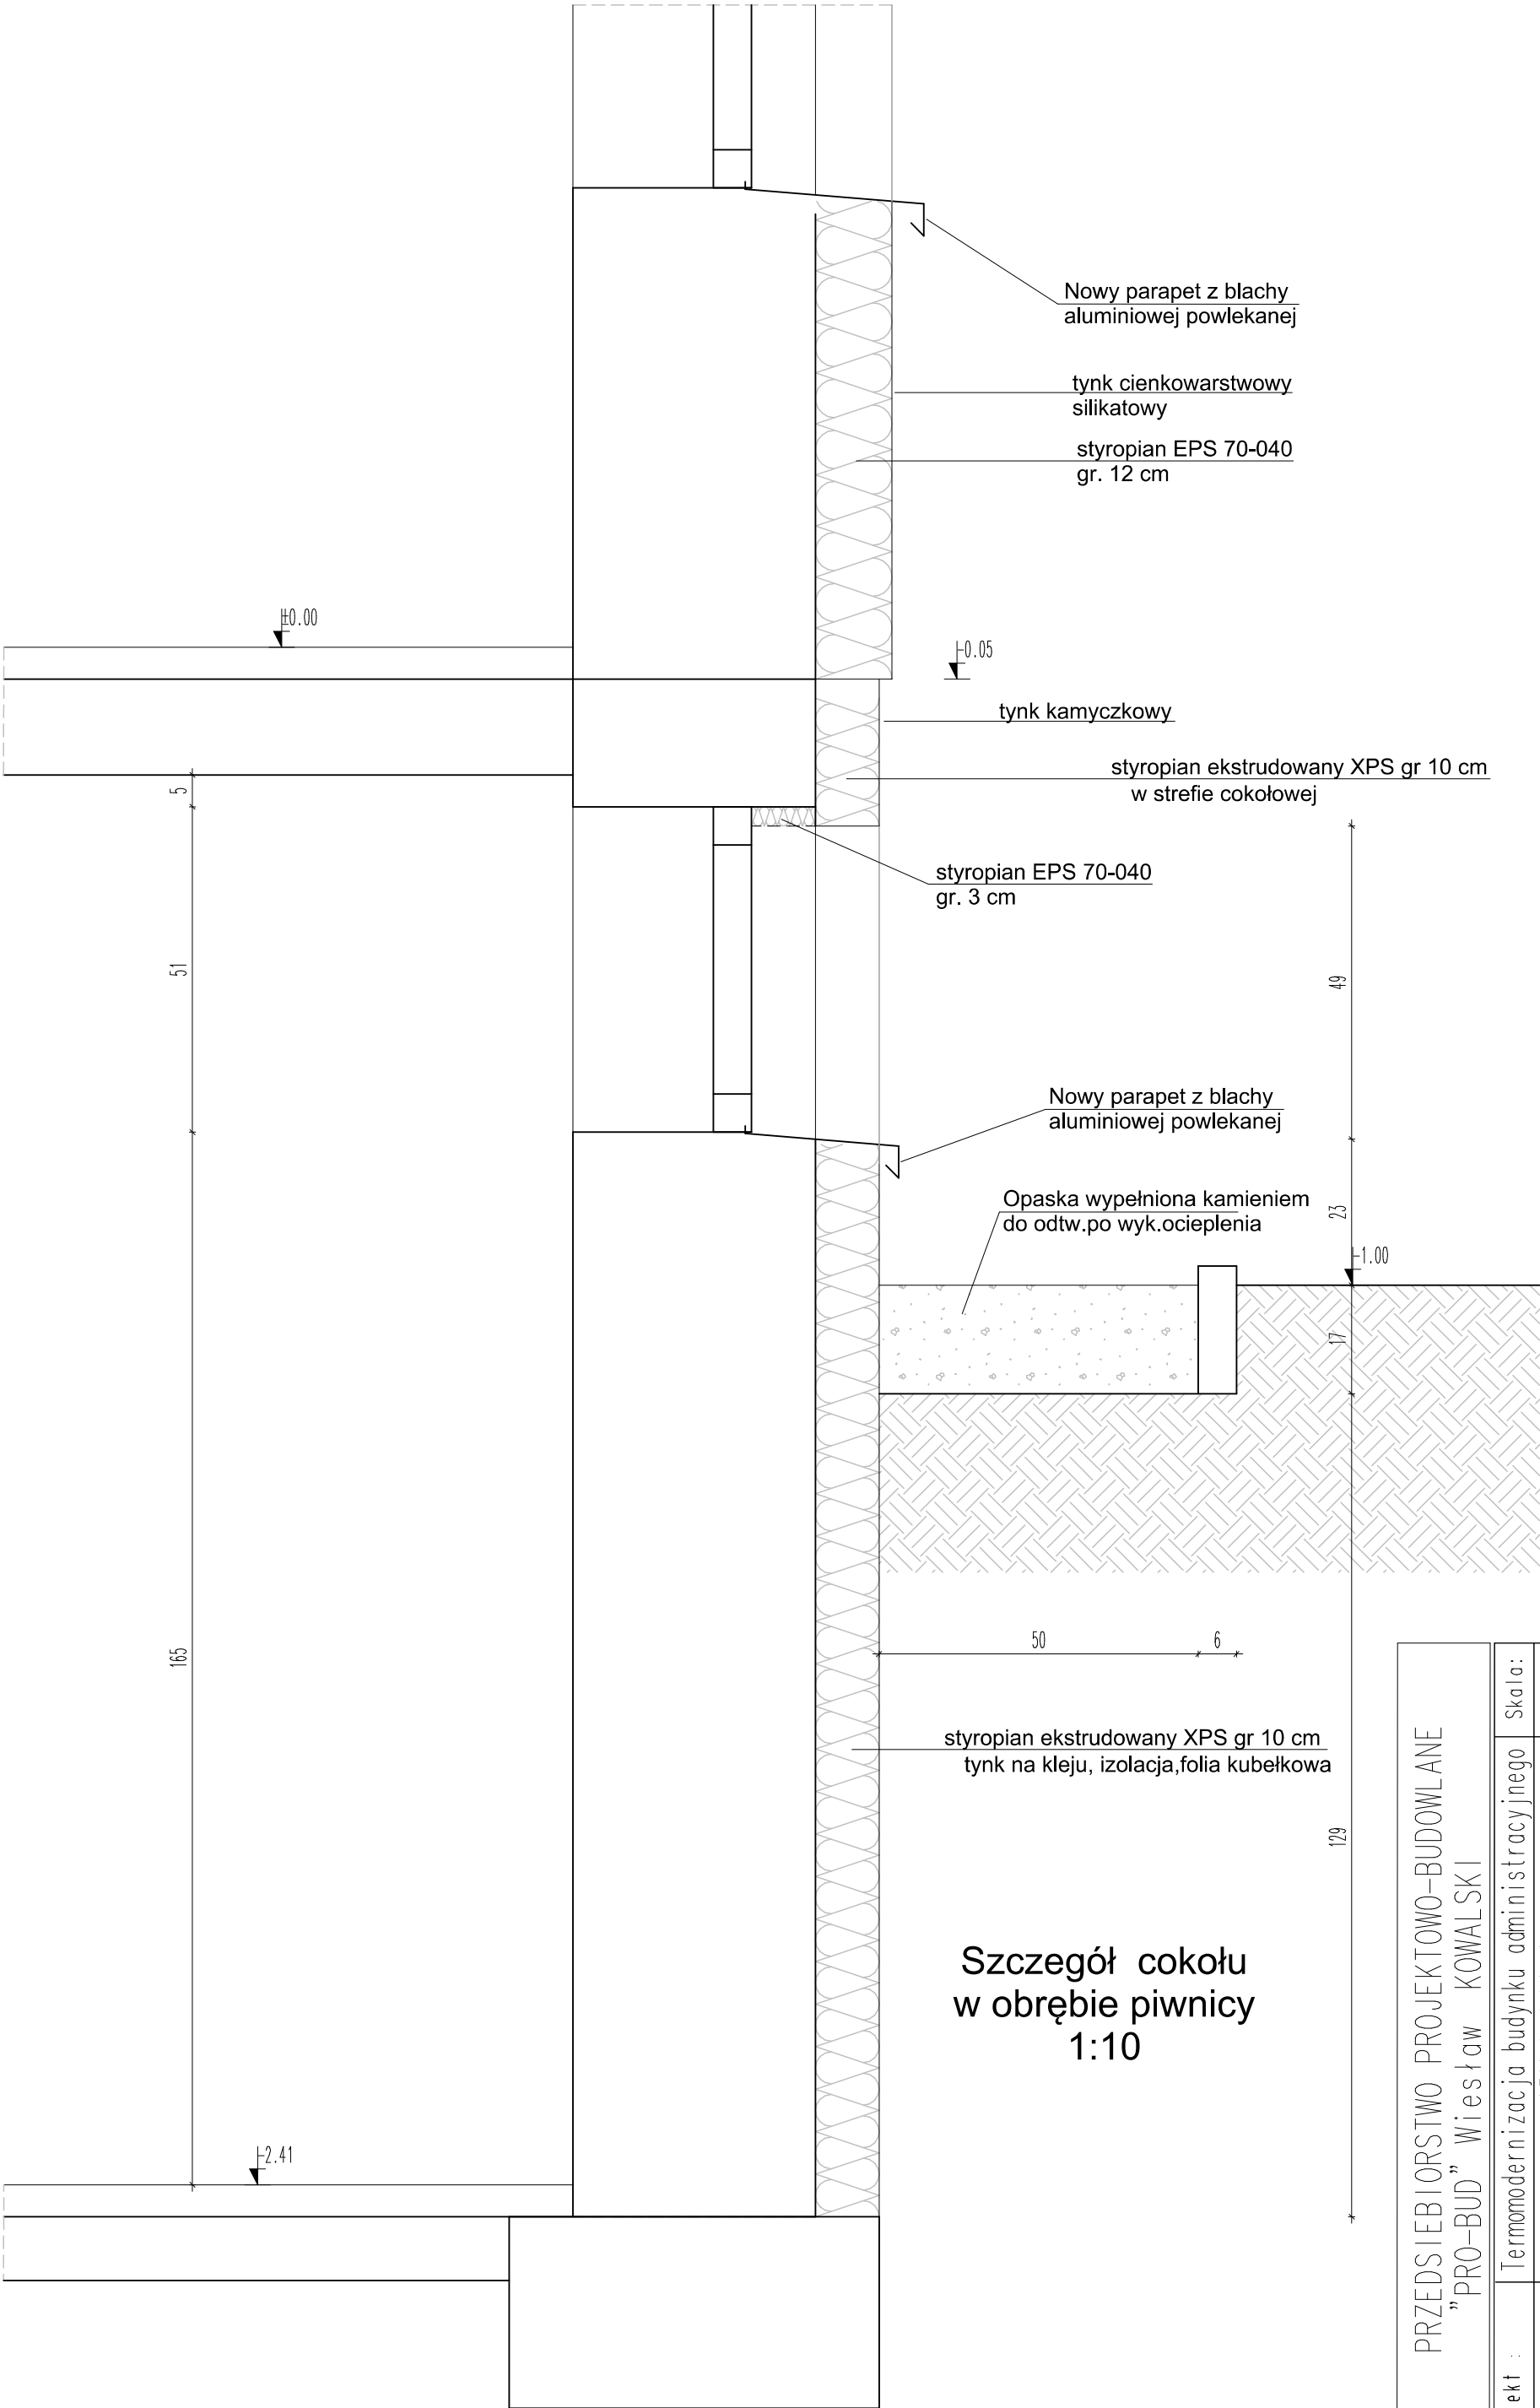 Nowy parapet z blachy
aluminiowej powlekanej
tynk cienkowarstwowy
silikatowy
styropian EPS 70-040
gr. 12 cm
±0.00
-0.05
tynk kamyczkowy
styropian ekstrudowany XPS gr 10 cm
w strefie cokołowej
5
styropian EPS 70-040
gr. 3 cm
51
49
Nowy parapet z blachy
aluminiowej powlekanej
Opaska wypełniona kamieniem
do odtw.po wyk.ocieplenia
23
-1.00
17
165
50
6
styropian ekstrudowany XPS gr 10 cm
tynk na kleju, izolacja,folia kubełkowa
129
Szczegół cokołu
w obrębie piwnicy
1:10
-2.41
PRZEDSIEBIORSTWO PROJEKTOWO-BUDOWLANE
"PRO-BUD" Wiesław KOWALSKI
Skala:
Termomodernizacja budynku administracyjnego
ekt :